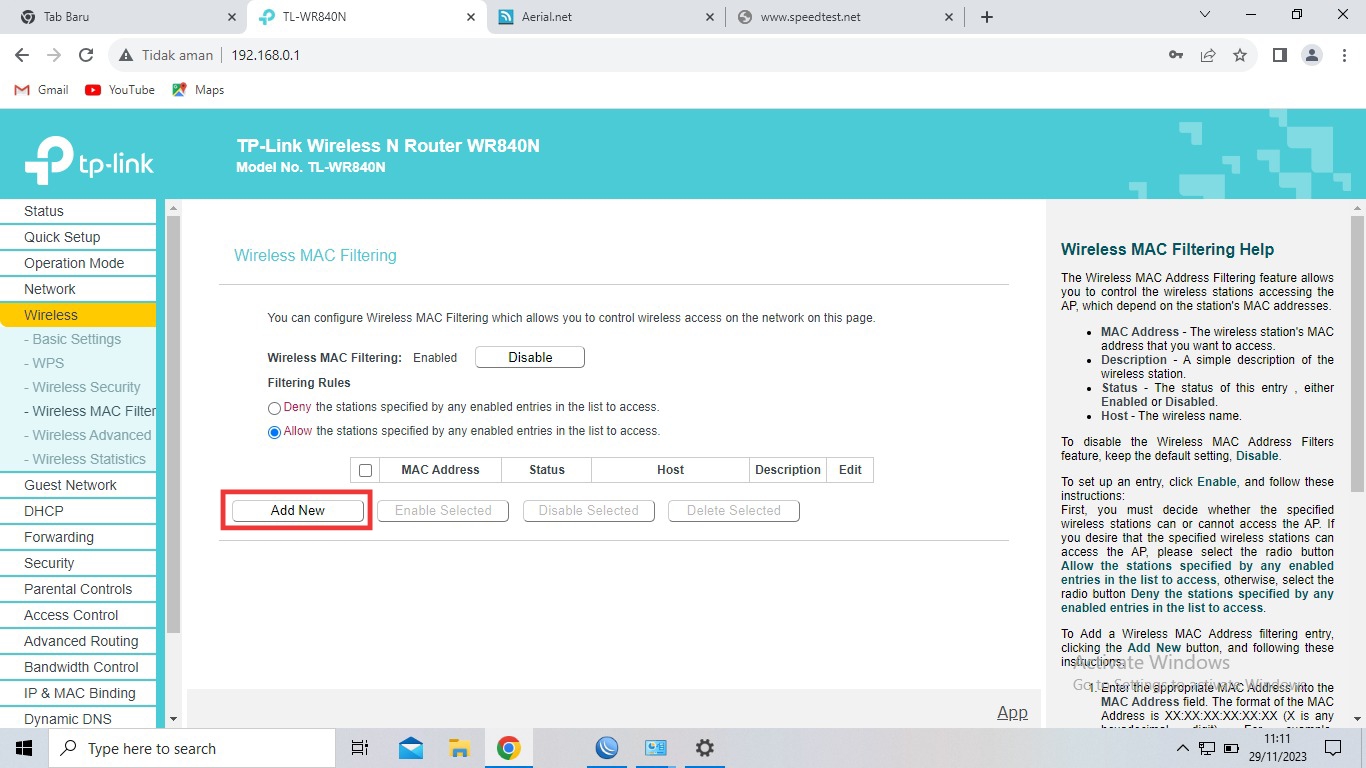 Tab Baru
TL-WR840N
Aerial.net
www.speedtest.net
Tidak aman
192.168.0.1
Gmail
YouTube
Maps
tp-link
TP-Link Wireless N Router WR840N
Model No. TL-WR840N
Status
Quick Setup
Operation Mode
Network
Wireless
- Basic Settings
- WPS
- Wireless Security
- Wireless MAC Filter
- Wireless Advanced
- Wireless Statistics
Guest Network
DHCP
Forwarding
Security
Parental Controls
Access Control
Advanced Routing
Bandwidth Control
IP & MAC Binding
Dynamic DNS
Wireless MAC Filtering
You can configure Wireless MAC Filtering which allows you to control wireless access on the network on this page.
Wireless MAC Filtering: Enabled Disable
Filtering Rules
Deny the stations specified by any enabled entries in the list to access.
Allow the stations specified by any enabled entries in the list to access.
MAC Address Status Host Description Edit
Add New Enable Selected Disable Selected Delete Selected
App
Wireless MAC Filtering Help
The Wireless MAC Address Filtering feature allows
you to control the wireless stations accessing the
AP, which depend on the station's MAC addresses.
• MAC Address - The wireless station's MAC
address that you want to access.
• Description - A simple description of the
wireless station.
• Status - The status of this entry , either
Enabled or Disabled.
• Host - The wireless name.
To disable the Wireless MAC Address Filters
feature, keep the default setting, Disable.
To set up an entry, click Enable, and follow these
instructions:
First, you must decide whether the specified
wireless stations can or cannot access the AP. If
you desire that the specified wireless stations can
access the AP, please select the radio button
Allow the stations specified by any enabled
entries in the list to access, otherwise, select the
radio button Deny the stations specified by any
enabled entries in the list to access.
To Add a Wireless MAC Address filtering entry,
clicking the Add New button, and following these
instructions:
1. Enter the appropriate MAC Address into the
MAC Address field. The format of the MAC
Address is XX:XX:XX:XX:XX:XX (X is any
hexadecimal digit). For example,
Activate Windows
Go to Settings to activate Windows.
Type here to search
11:11
29/11/2023